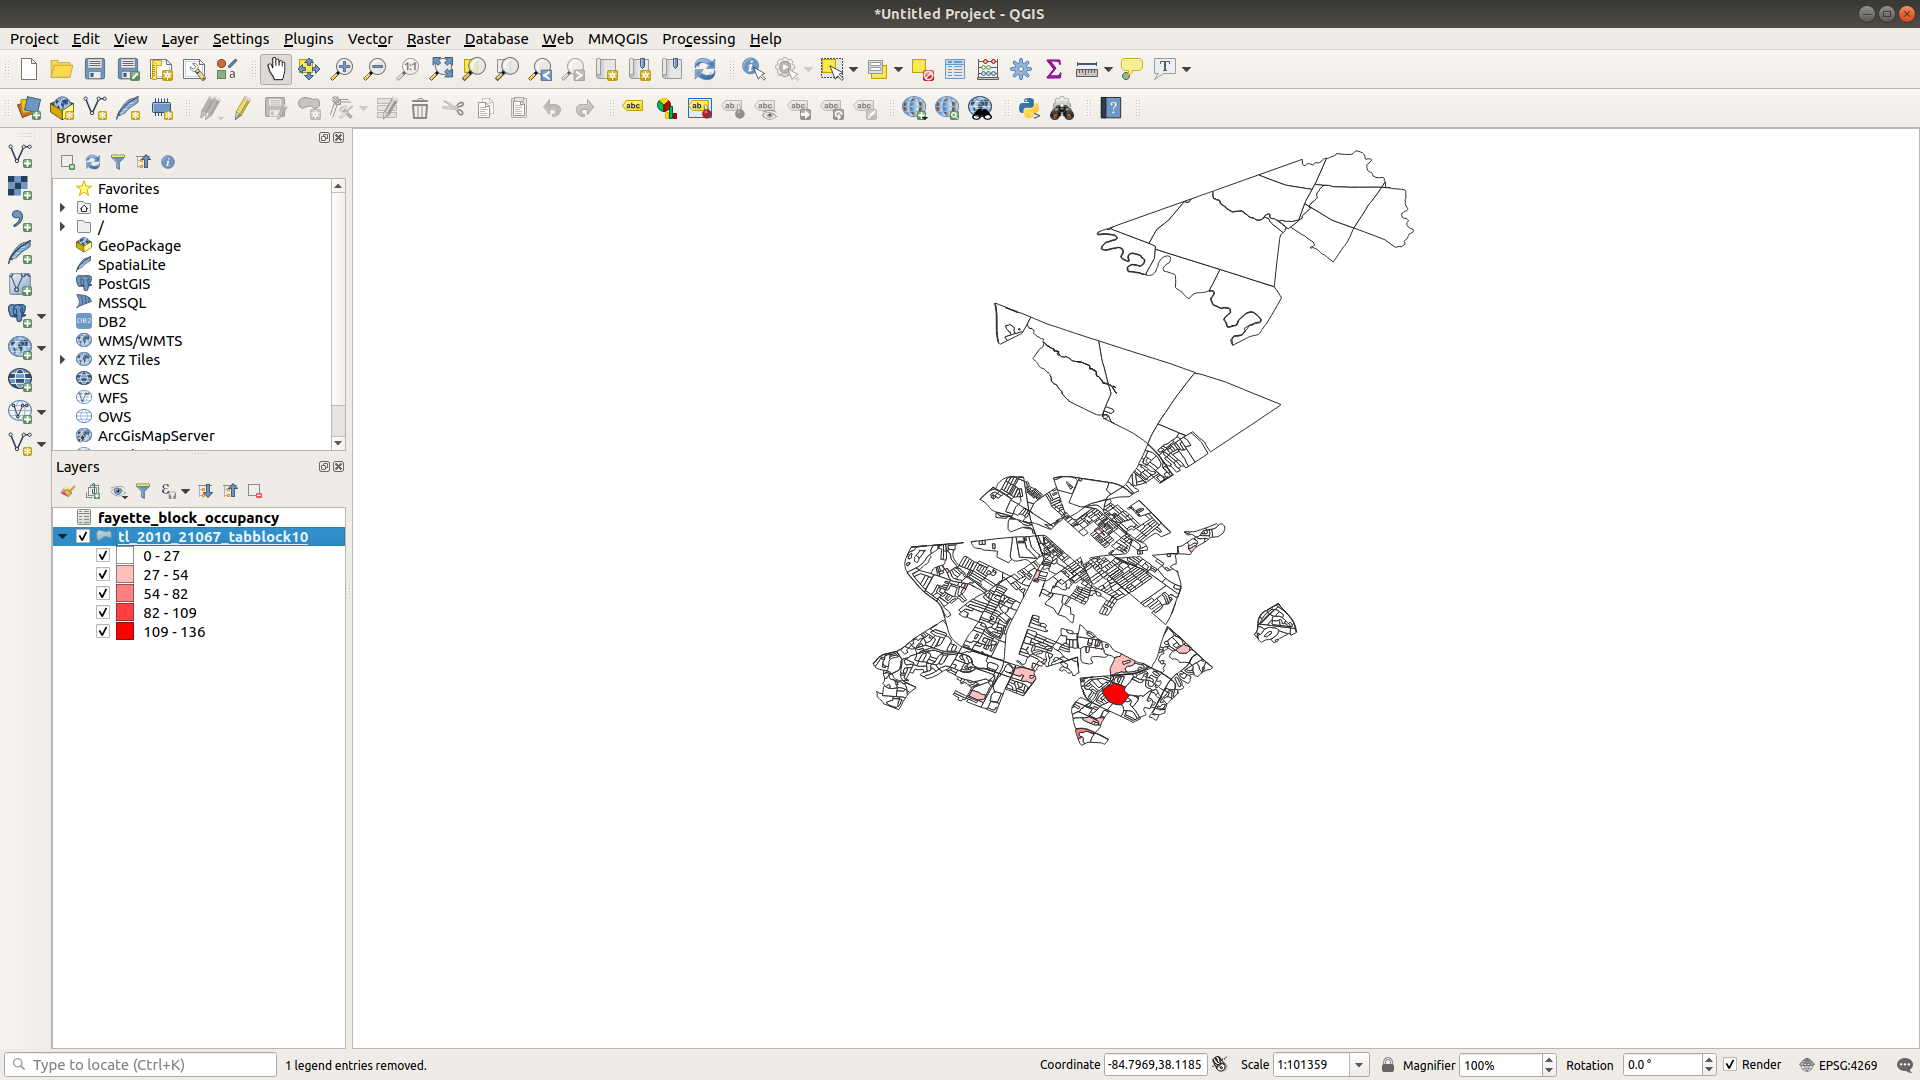 *Untitled Project - QGIS
Project Edit View Layer Settings Plugins Vector Raster Database Web MMQGIS Processing Help
Browser
Favorites
Home
/
GeoPackage
SpatiaLite
PostGIS
MSSQL
DB2
WMS/WMTS
XYZ Tiles
WCS
WFS
OWS
ArcGisMapServer
Layers
fayette_block_occupancy
tl_2010_21067_tabblock10
0 - 27
27 - 54
54 - 82
82 - 109
109 - 136
Type to locate (Ctrl+K) 1 legend entries removed. Coordinate -84.7969,38.1185 Scale 1:101359 Magnifier 100% Rotation 0.0 ° Render EPSG:4269